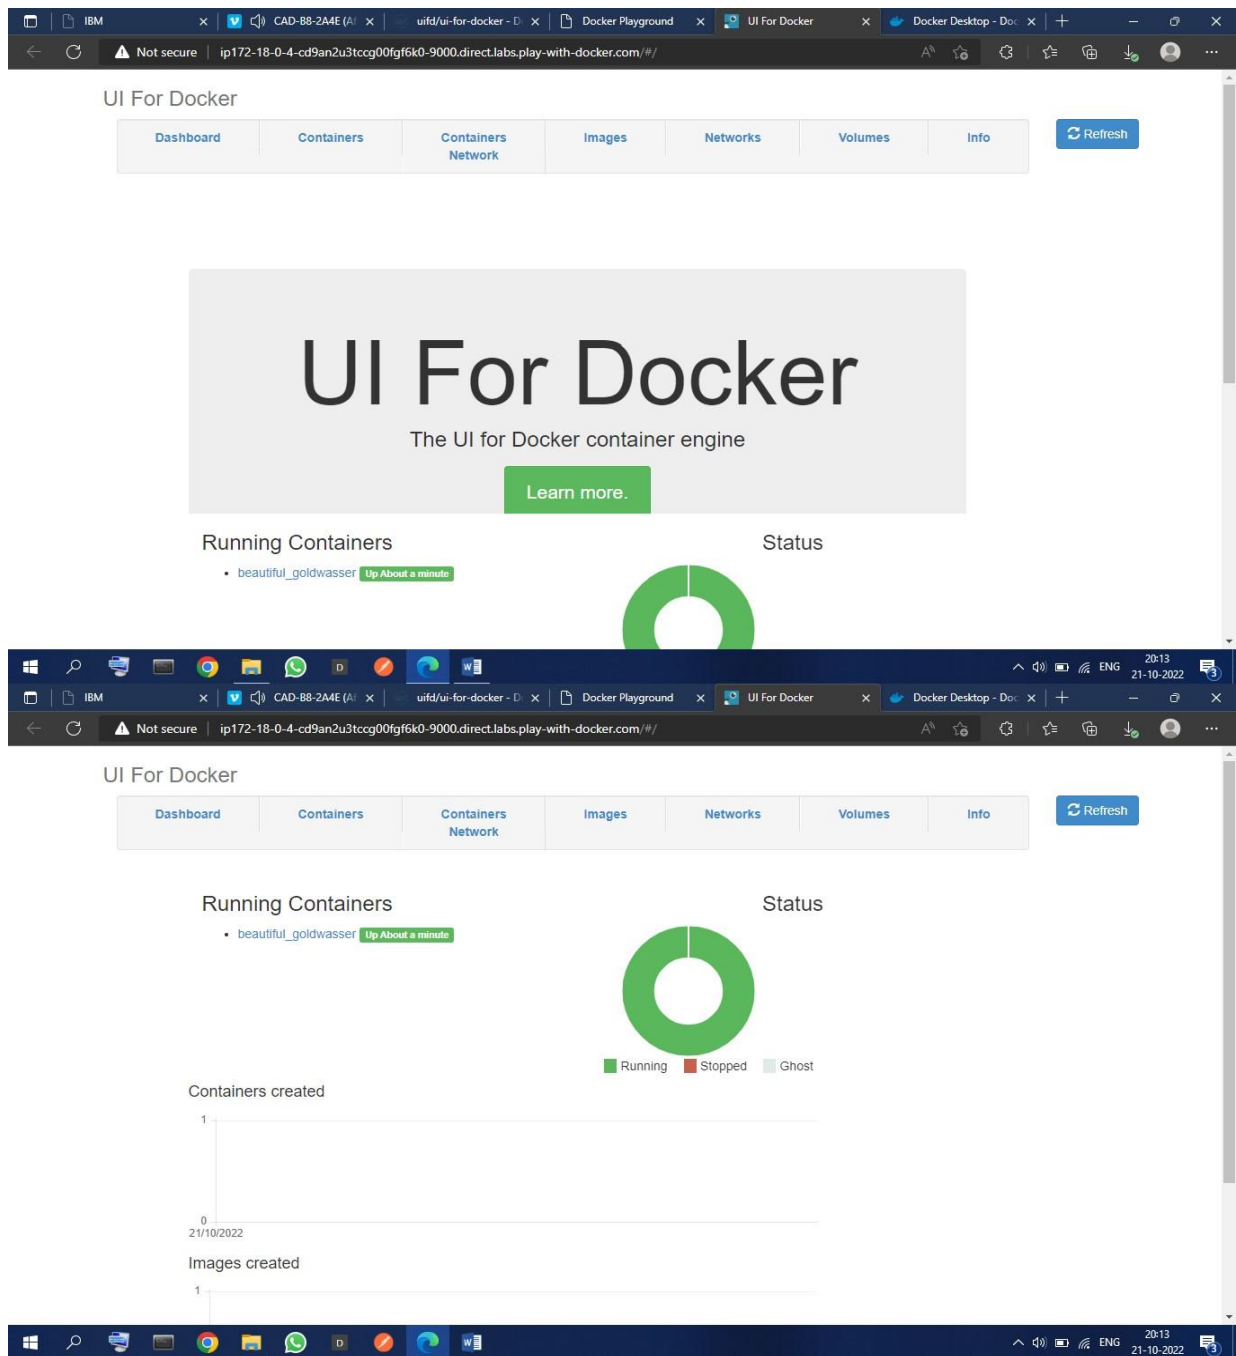 IBM
CAD-B8-2A4E (Af
uifd/ui-for-docker - D
Docker Playground
UI For Docker
Docker Desktop - Doc
Not secure | ip172-18-0-4-cd9an2u3tccg00fgf6k0-9000.direct.labs.play-with-docker.com/#/
UI For Docker
Dashboard
Containers
Containers Network
Images
Networks
Volumes
Info
Refresh
UI For Docker
The UI for Docker container engine
Learn more.
Running Containers
Status
beautiful_goldwasser Up About a minute
ENG
20:13
21-10-2022
3
IBM
CAD-B8-2A4E (Af
uifd/ui-for-docker - D
Docker Playground
UI For Docker
Docker Desktop - Doc
Not secure | ip172-18-0-4-cd9an2u3tccg00fgf6k0-9000.direct.labs.play-with-docker.com/#/
UI For Docker
Dashboard
Containers
Containers Network
Images
Networks
Volumes
Info
Refresh
Running Containers
Status
beautiful_goldwasser Up About a minute
Running Stopped Ghost
Containers created
1
0
21/10/2022
Images created
1
ENG
20:13
21-10-2022
3